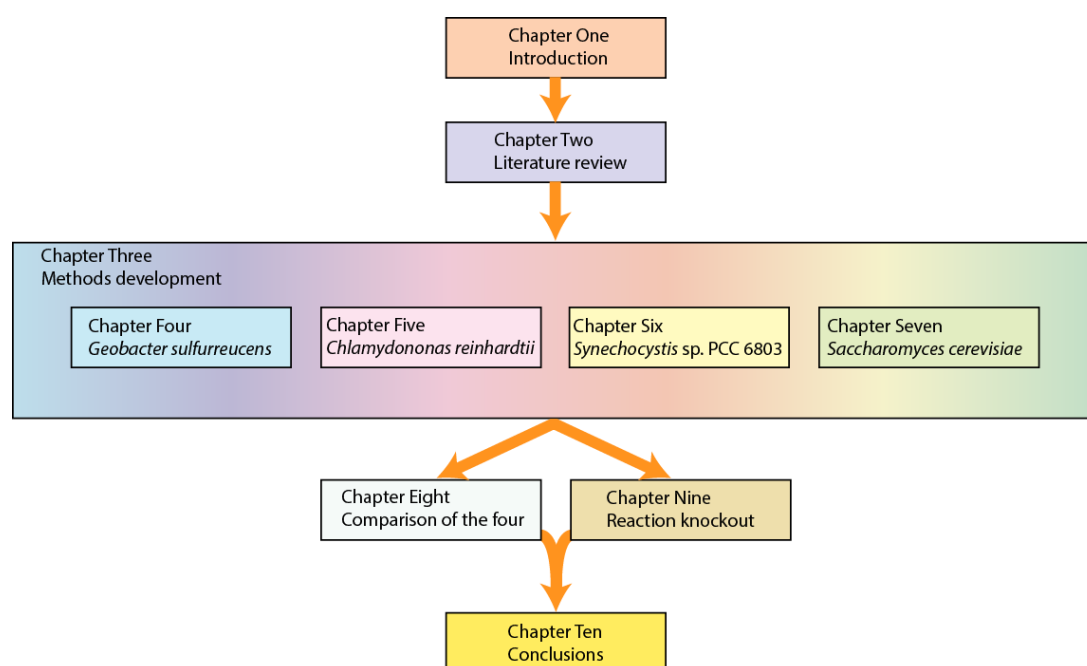 Chapter One
Introduction
Chapter Two
Literature review
Chapter Three
Methods development
Chapter Four
Geobacter sulfurreucens
Chapter Five
Chlamydononas reinhardtii
Chapter Six
Synechocystis sp. PCC 6803
Chapter Seven
Saccharomyces cerevisiae
Chapter Eight
Comparison of the four
Chapter Nine
Reaction knockout
Chapter Ten
Conclusions